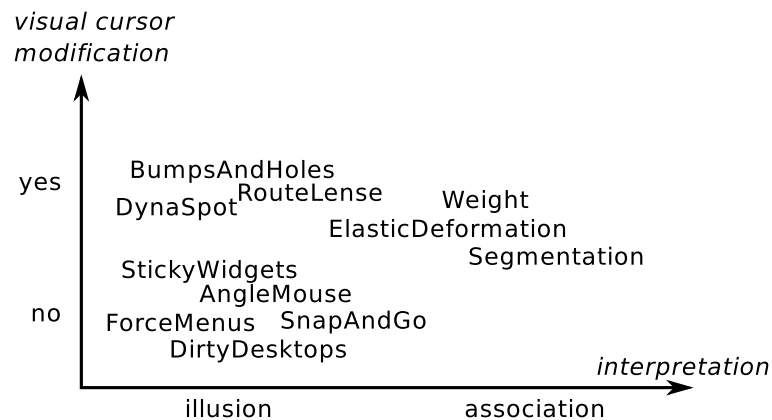 visual cursor
modification
yes
BumpsAndHoles
RouteLense
Weight
DynaSpot
ElasticDeformation
Segmentation
StickyWidgets
AngleMouse
no
ForceMenus
SnapAndGo
DirtyDesktops
interpretation
illusion
association